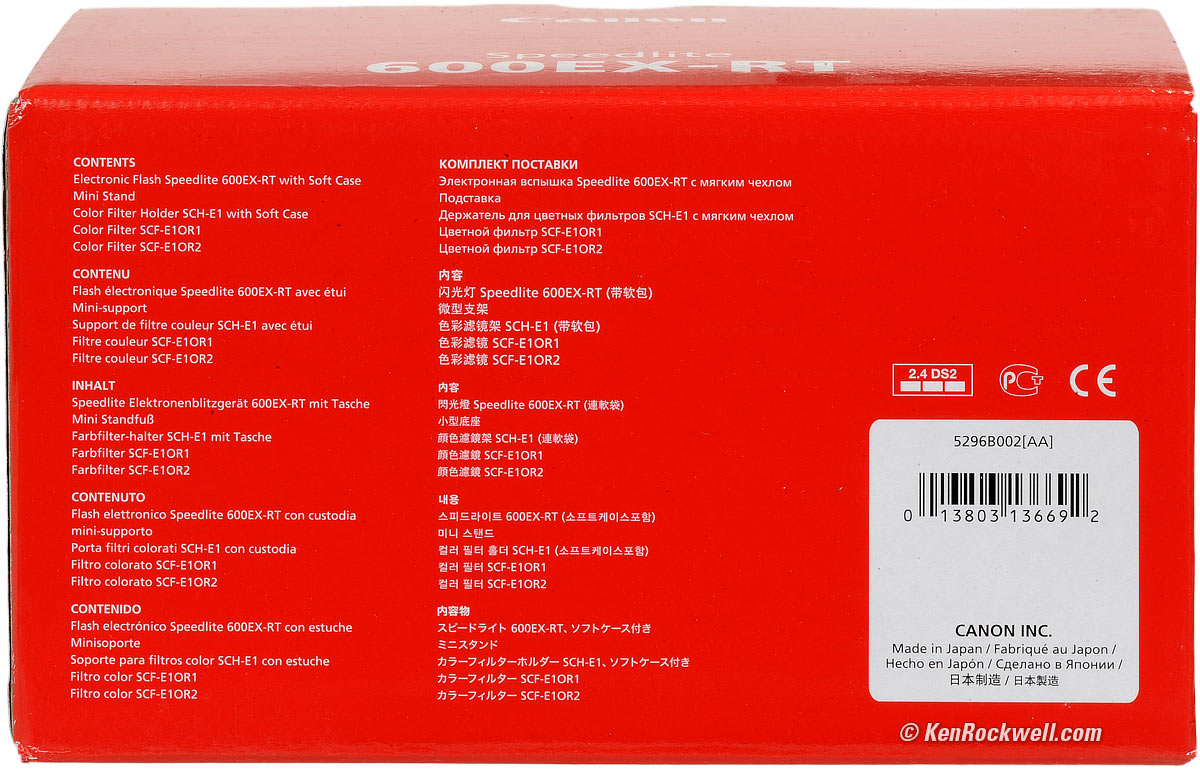 Canon
Speedlite
600EX-RT
CONTENTS
Electronic Flash Speedlite 600EX-RT with Soft Case
Mini Stand
Color Filter Holder SCH-E1 with Soft Case
Color Filter SCF-E1OR1
Color Filter SCF-E1OR2
CONTENU
Flash électronique Speedlite 600EX-RT avec étui
Mini-support
Support de filtre couleur SCH-E1 avec étui
Filtre couleur SCF-E1OR1
Filtre couleur SCF-E1OR2
INHALT
Speedlite Elektronenblitzgerät 600EX-RT mit Tasche
Mini Standfuß
Farbfilter-halter SCH-E1 mit Tasche
Farbfilter SCF-E1OR1
Farbfilter SCF-E1OR2
CONTENUTO
Flash elettronico Speedlite 600EX-RT con custodia
mini-supporto
Porta filtri colorati SCH-E1 con custodia
Filtro colorato SCF-E1OR1
Filtro colorato SCF-E1OR2
CONTENIDO
Flash electrónico Speedlite 600EX-RT con estuche
Minisoporte
Soporte para filtros color SCH-E1 con estuche
Filtro color SCF-E1OR1
Filtro color SCF-E1OR2
КОМПЛЕКТ ПОСТАВКИ
Электронная вспышка Speedlite 600EX-RT с мягким чехлом
Подставка
Держатель для цветных фильтров SCH-E1 с мягким чехлом
Цветной фильтр SCF-E1OR1
Цветной фильтр SCF-E1OR2
内容
闪光灯 Speedlite 600EX-RT (带软包)
微型支架
色彩滤镜架 SCH-E1 (带软包)
色彩滤镜 SCF-E1OR1
色彩滤镜 SCF-E1OR2
內容
閃光燈 Speedlite 600EX-RT (連軟袋)
小型底座
顏色濾鏡架 SCH-E1 (連軟袋)
顏色濾鏡 SCF-E1OR1
顏色濾鏡 SCF-E1OR2
내용
스피드라이트 600EX-RT (소프트케이스포함)
미니 스탠드
컬러 필터 홀더 SCH-E1 (소프트케이스포함)
컬러 필터 SCF-E1OR1
컬러 필터 SCF-E1OR2
内容物
スピードライト 600EX-RT、ソフトケース付き
ミニスタンド
カラーフィルターホルダー SCH-E1、ソフトケース付き
カラーフィルター SCF-E1OR1
カラーフィルター SCF-E1OR2
2.4 DS2
РСТ
CE
5296B002[AA]
0 13803 13669 2
CANON INC.
Made in Japan / Fabriqué au Japon /
Hecho en Japón / Сделано в Японии /
日本制造 / 日本製造
© KenRockwell.com